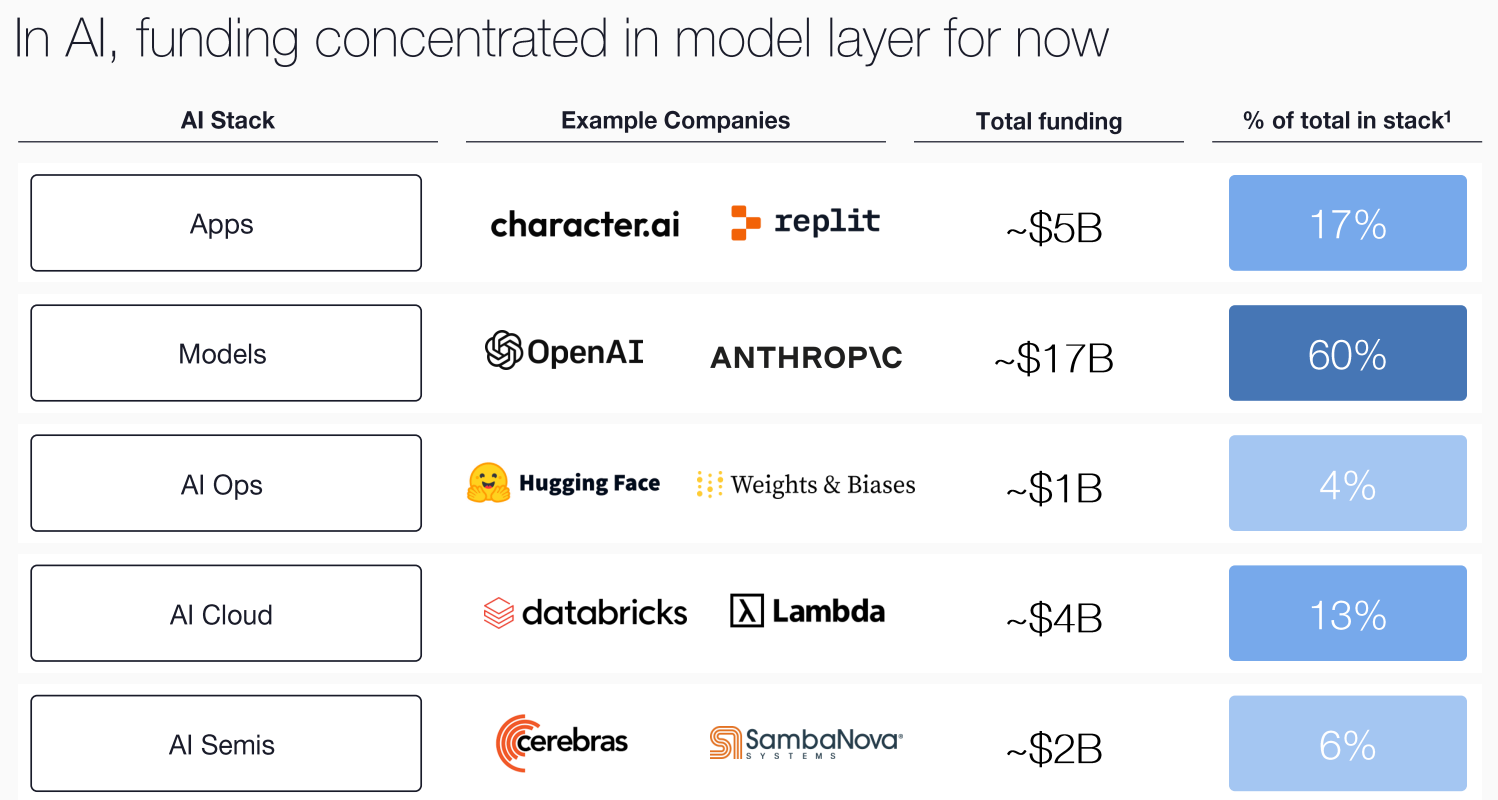 In AI, funding concentrated in model layer for now
AI Stack Example Companies Total funding % of total in stack¹
Apps character.ai replit ~$5B 17%
Models OpenAI ANTHROP\C ~$17B 60%
AI Ops Hugging Face Weights & Biases ~$1B 4%
AI Cloud databricks Lambda ~$4B 13%
AI Semis cerebras SambaNova® SYSTEMS ~$2B 6%